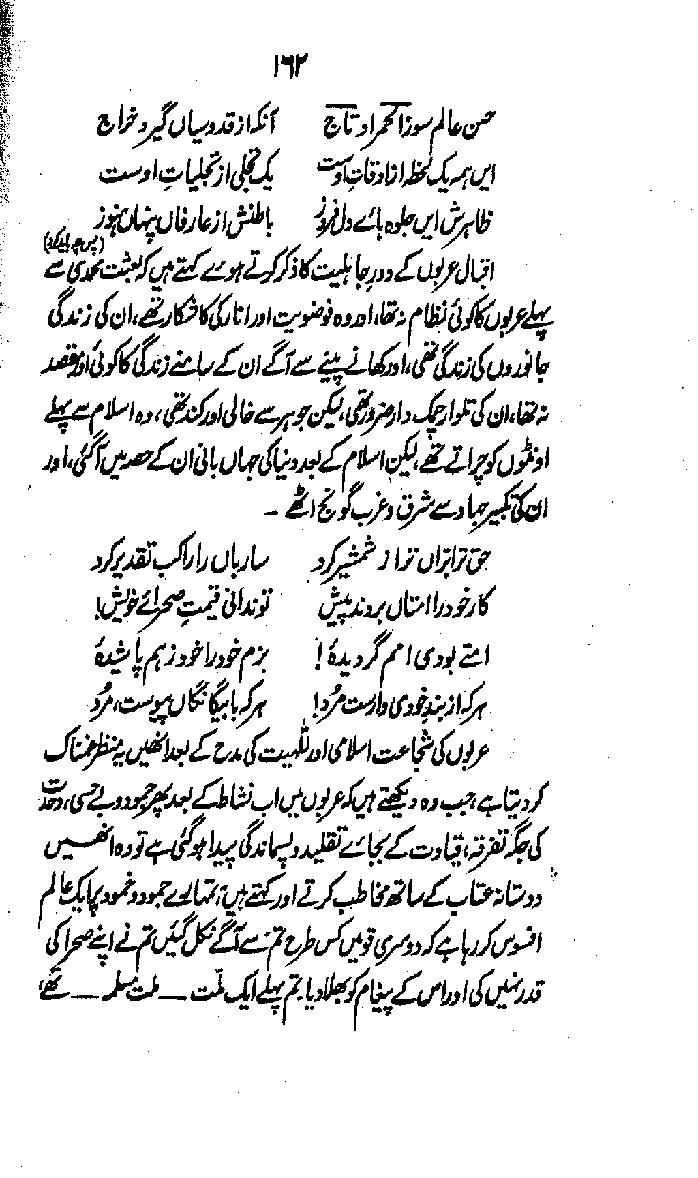 ۱۶۲
حسن عالم سوز الحمراو تاج آنکہ از قدوسیاں گیرد خراج
ایں ہمہ یک لحظہ از اوقات اوست یک تجلی از تجلیاتِ اوست
ظاہرش ایں جلوہ ہائے دل فروز باطنش از عارفاں پنہاں ہنوز
(پس چہ باید کرد)
اقبال عربوں کے دورِ جاہلیت کا ذکر کرتے ہوئے کہتے ہیں کہ بعثت محمدی سے
پہلے عربوں کا کوئی نظام نہ تھا، اور وہ فوضویت اور انارکی کا شکار تھے، ان کی زندگی
جانوروں کی زندگی تھی، اور کھانے پینے سے آگے ان کے سامنے زندگی کا کوئی اور مقصد
نہ تھا، ان کی تلوار چمک دار ضرور تھی، لیکن جوہر سے خالی اور کند تھی، وہ اسلام سے پہلے
اونٹوں کو چراتے تھے، لیکن اسلام کے بعد دنیا کی جہاں بانی ان کے حصہ میں آگئی، اور
ان کی تکبیر جہاد سے شرق و غرب گونج اٹھے۔
حق ترا براں تر از شمشیر کرد ساربان را راکب تقدیر کرد
کار خود را امتاں بردند پیش تو ندانی قیمتِ صحرائے خویش!
امتے بودی امم گردیدۂ! بزم خود را خود ز ہم پاشیدۂ
ہر کہ از بندِ خودی وارست مُرد! ہر کہ با بیگانگاں پیوست، مُرد
عربوں کی شجاعت اسلامی اور للّٰہیت کی مدح کے بعد انھیں یہ منظر غمناک
کر دیتا ہے، جب وہ دیکھتے ہیں کہ عربوں میں اب نشاط کے بعد پھر جمود و بے حسی، وحدت
کی جگہ تفرقہ، قیادت کے بجائے تقلید و پسماندگی پیدا ہو گئی ہے تو وہ انھیں
دوستانہ عتاب کے ساتھ مخاطب کرتے اور کہتے ہیں، تمہارے جمود و خمود پر ایک عالم
افسوس کر رہا ہے کہ دوسری قومیں کس طرح تم سے آگے نکل گئیں تم نے اپنے صحرا کی
قدر نہیں کی اور اس کے پیغام کو بھلا دیا، تم پہلے ایک ملّت — ملت مسلمہ — تھے،